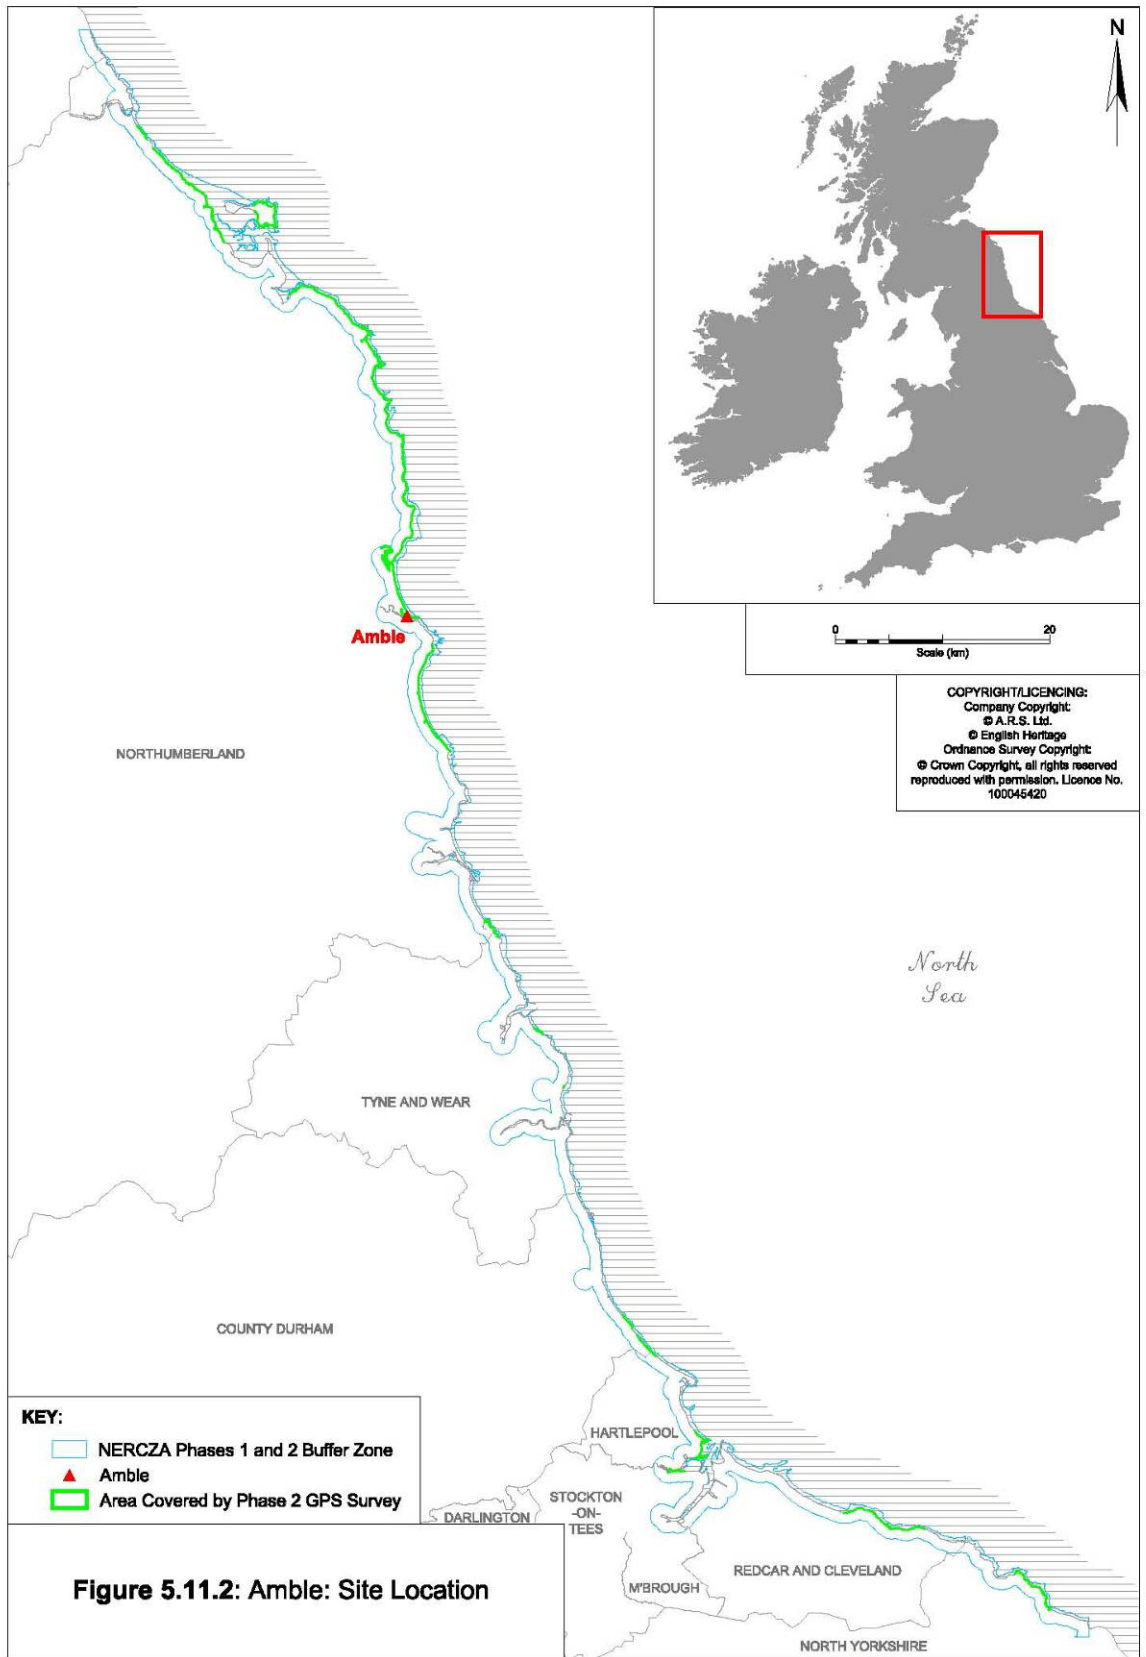 N
0
20
Scale (km)
COPYRIGHT/LICENCING:
Company Copyright:
© A.R.S. Ltd.
© English Heritage
Ordnance Survey Copyright:
© Crown Copyright, all rights reserved
reproduced with permission. Licence No.
100045420
Amble
NORTHUMBERLAND
North
Sea
TYNE AND WEAR
COUNTY DURHAM
HARTLEPOOL
STOCKTON
-ON-
TEES
DARLINGTON
M'BROUGH
REDCAR AND CLEVELAND
NORTH YORKSHIRE
KEY:
NERCZA Phases 1 and 2 Buffer Zone
Amble
Area Covered by Phase 2 GPS Survey
Figure 5.11.2: Amble: Site Location